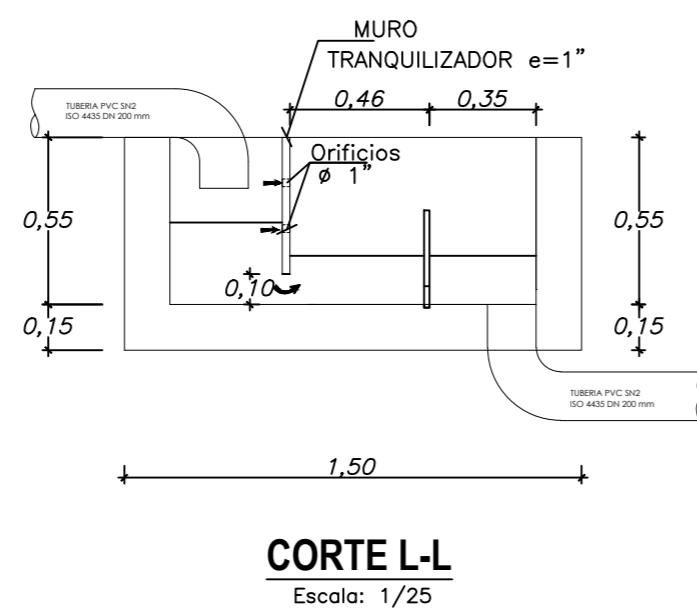 MURO
TRANQUILIZADOR e=1"
TUBERIA PVC SN2
ISO 4435 DN 200 mm
0,46
0,35
Orificios
ø 1"
0,55
0,55
0,10
0,15
0,15
TUBERIA PVC SN2
ISO 4435 DN 200 mm
1,50
CORTE L-L
Escala: 1/25